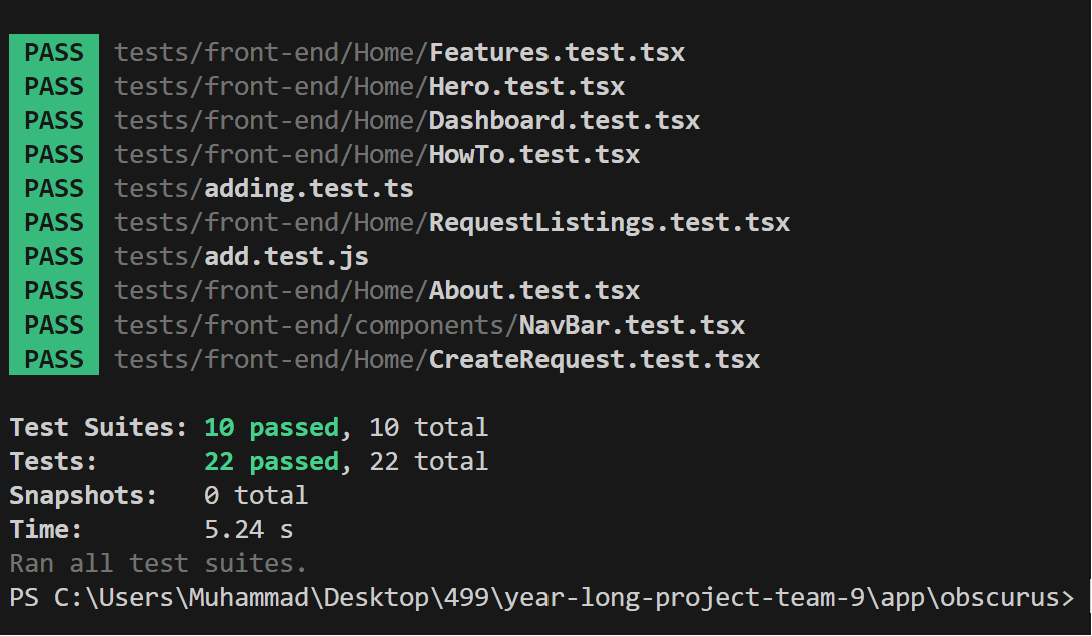 PASS tests/front-end/Home/Features.test.tsx
PASS tests/front-end/Home/Hero.test.tsx
PASS tests/front-end/Home/Dashboard.test.tsx
PASS tests/front-end/Home/HowTo.test.tsx
PASS tests/adding.test.ts
PASS tests/front-end/Home/RequestListings.test.tsx
PASS tests/add.test.js
PASS tests/front-end/Home/About.test.tsx
PASS tests/front-end/components/NavBar.test.tsx
PASS tests/front-end/Home/CreateRequest.test.tsx
Test Suites: 10 passed, 10 total
Tests: 22 passed, 22 total
Snapshots: 0 total
Time: 5.24 s
Ran all test suites.
PS C:\Users\Muhammad\Desktop\499\year-long-project-team-9\app\obscurus>